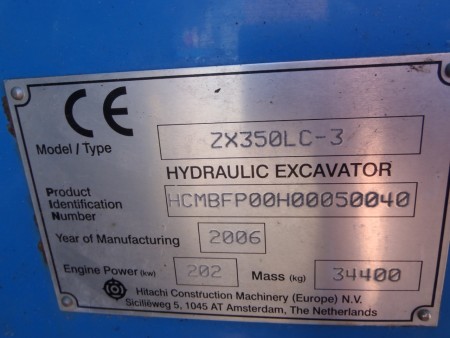 CE
Model / Type ZX350LC-3
HYDRAULIC EXCAVATOR
Product
Identification HCMBFP00H00050040
Number
Year of Manufacturing 2006
Engine Power (kw) 202 Mass (kg) 34400
Hitachi Construction Machinery (Europe) N.V.
Siciliëweg 5, 1045 AT Amsterdam, The Netherlands